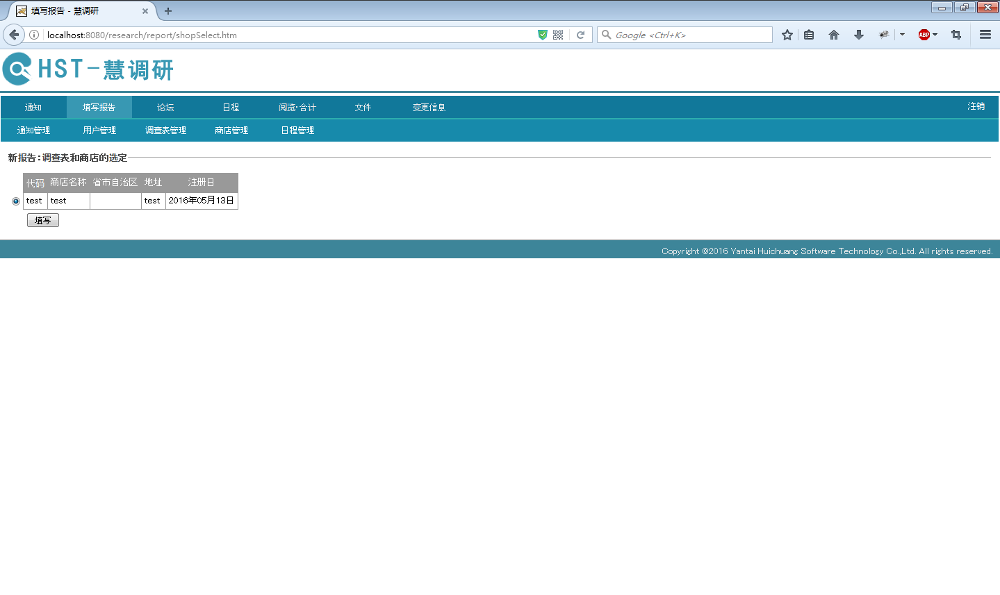 填写报告 - 慧调研
localhost:8080/research/report/shopSelect.htm
Google <Ctrl+K>
ABP
HST-慧调研
通知 填写报告 论坛 日程 阅览·合计 文件 变更信息 注销
通知管理 用户管理 调查表管理 商店管理 日程管理
新报告:调查表和商店的选定
代码 商店名称 省市自治区 地址 注册日
test test test 2016年05月13日
填写
Copyright ©2016 Yantai Huichuang Software Technology Co.,Ltd. All rights reserved.